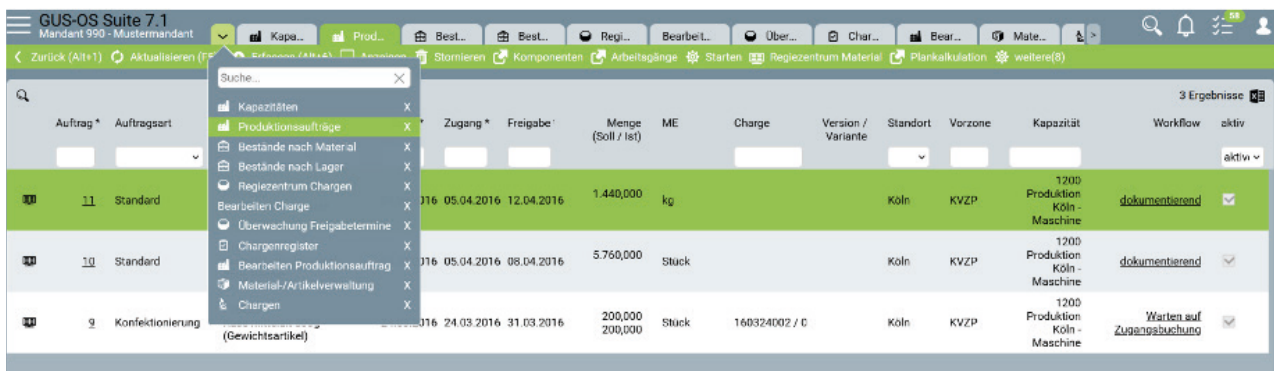 GUS-OS Suite 7.1
Mandant 990 - Mustermandant
Kapa... Prod... Best... Best... Regi... Bearbeit... Über... Char... Bear... Mate... >
58
Zurück (Alt+1) Aktualisieren Stornieren Komponenten Arbeitsgänge Starten Regiezentrum Material Plankalkulation weitere(8)
Suche...
Kapazitäten X
Produktionsaufträge X
Bestände nach Material X
Bestände nach Lager X
Regiezentrum Chargen X
Bearbeiten Charge X
Überwachung Freigabetermine X
Chargenregister X
Bearbeiten Produktionsauftrag X
Material-/Artikelverwaltung X
Chargen X
3 Ergebnisse
Auftrag * Auftragsart Zugang * Freigabe Menge (Soll / Ist) ME Charge Version / Variante Standort Vorzone Kapazität Workflow aktiv
11 Standard 05.04.2016 12.04.2016 1.440,000 kg Köln KVZP 1200 Produktion Köln - Maschine dokumentierend
10 Standard 05.04.2016 08.04.2016 5.760,000 Stück Köln KVZP 1200 Produktion Köln - Maschine dokumentierend
9 Konfektionierung (Gewichtsartikel) 24.03.2016 31.03.2016 200,000 200,000 Stück 160324002 / 0 Köln KVZP 1200 Produktion Köln - Maschine Warten auf Zugangsbuchung